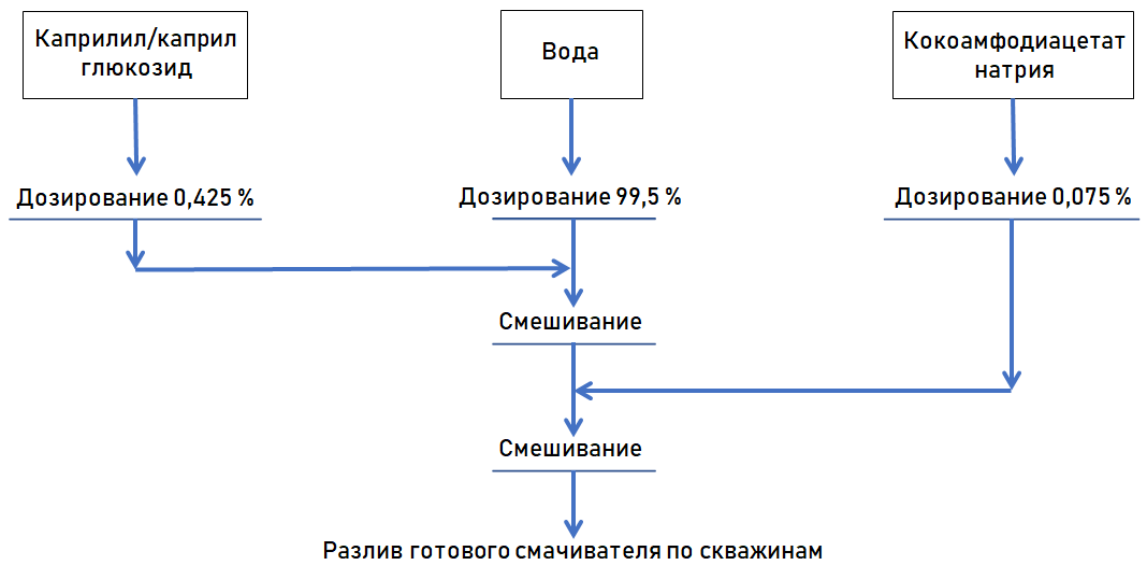 Каприлил/каприл
глюкозид
Вода
Кокоамфодиацетат
натрия
Дозирование 0,425 %
Дозирование 99,5 %
Дозирование 0,075 %
Смешивание
Смешивание
Разлив готового смачивателя по скважинам